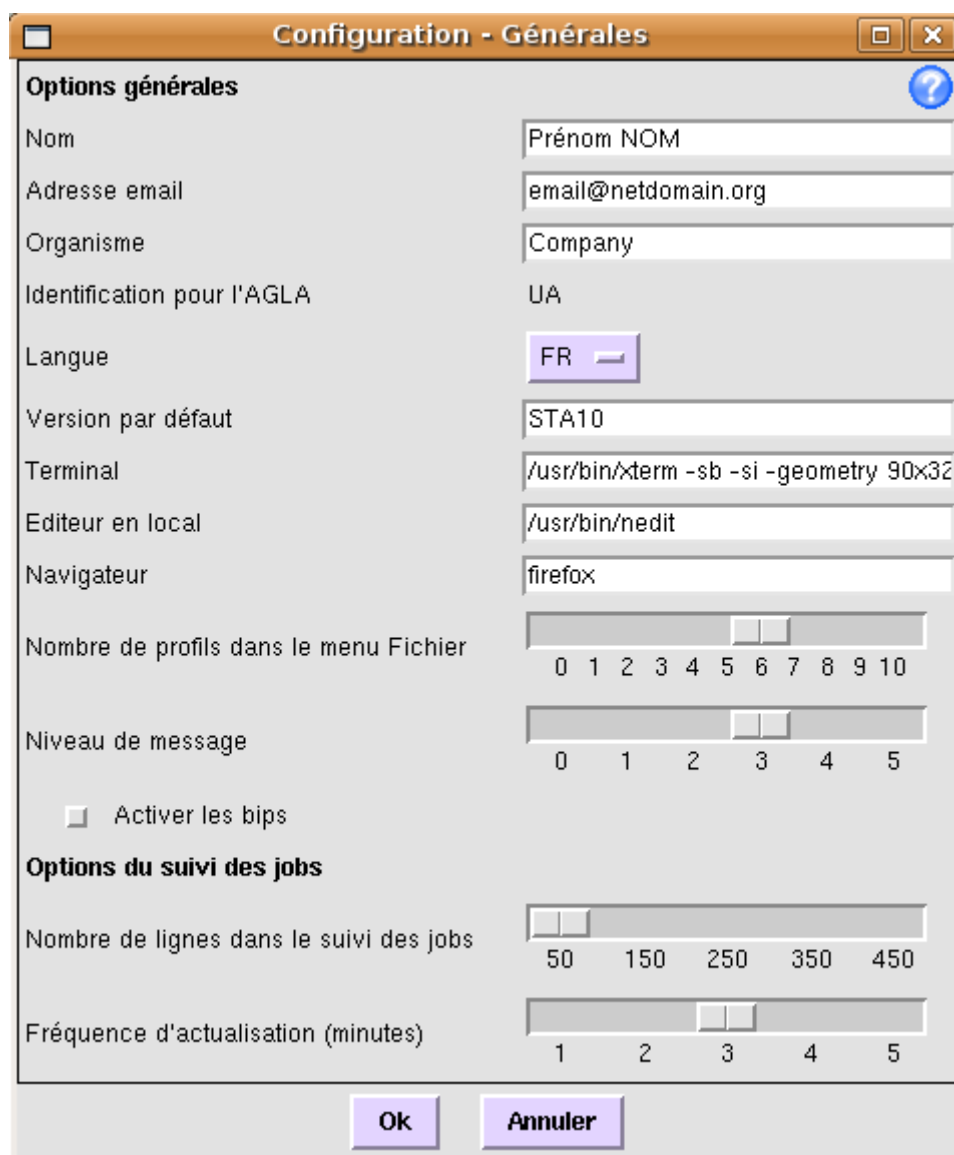 Configuration - Générales
Options générales
?
Nom Prénom NOM
Adresse email email@netdomain.org
Organisme Company
Identification pour l'AGLA UA
Langue FR
Version par défaut STA10
Terminal /usr/bin/xterm -sb -si -geometry 90x32
Editeur en local /usr/bin/nedit
Navigateur firefox
Nombre de profils dans le menu Fichier
0 1 2 3 4 5 6 7 8 9 10
Niveau de message
0 1 2 3 4 5
Activer les bips
Options du suivi des jobs
Nombre de lignes dans le suivi des jobs
50 150 250 350 450
Fréquence d'actualisation (minutes)
1 2 3 4 5
Ok Annuler